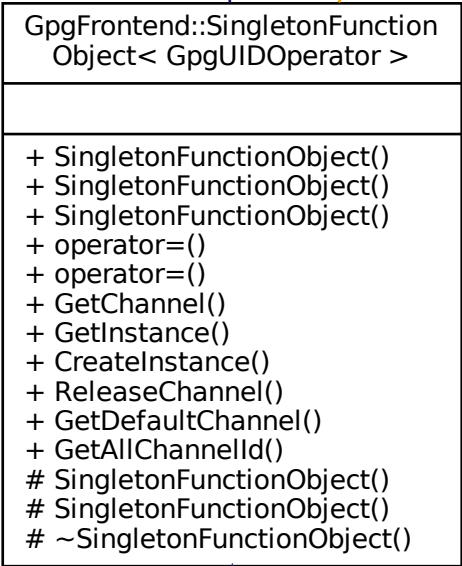 GpgFrontend::SingletonFunction
Object< GpgUIDOperator >
+ SingletonFunctionObject()
+ SingletonFunctionObject()
+ SingletonFunctionObject()
+ operator=()
+ operator=()
+ GetChannel()
+ GetInstance()
+ CreateInstance()
+ ReleaseChannel()
+ GetDefaultChannel()
+ GetAllChannelId()
# SingletonFunctionObject()
# SingletonFunctionObject()
# ~SingletonFunctionObject()